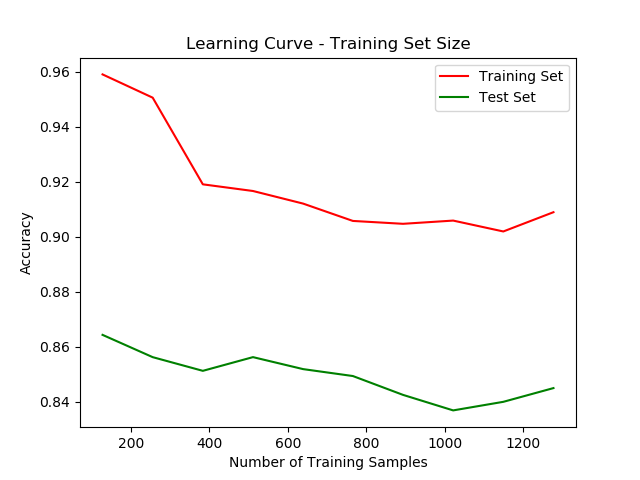 Learning Curve - Training Set Size
Training Set
Test Set
0.96
0.94
0.92
0.90
0.88
0.86
0.84
Accuracy
200
400
600
800
1000
1200
Number of Training Samples